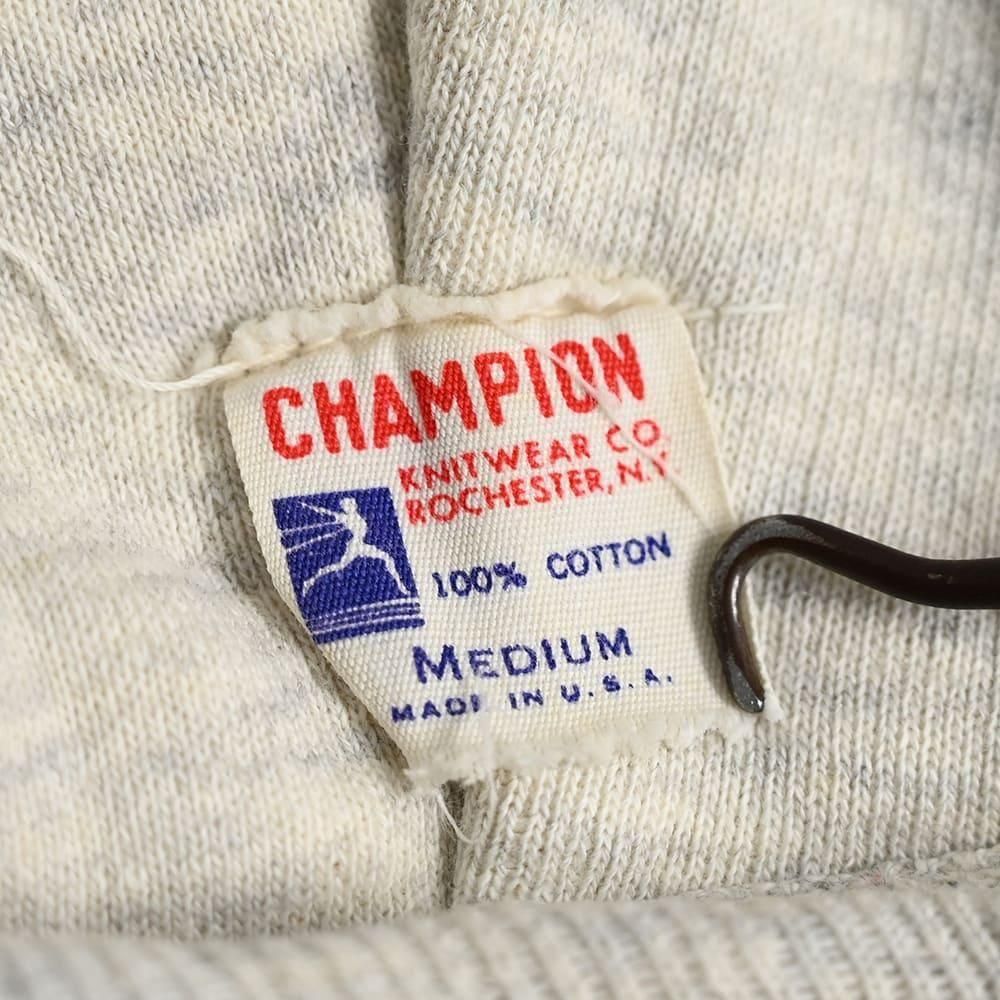 CHAMPION
KNITWEAR CO.
ROCHESTER, N.Y.
100% COTTON
MEDIUM
MADE IN U.S.A.